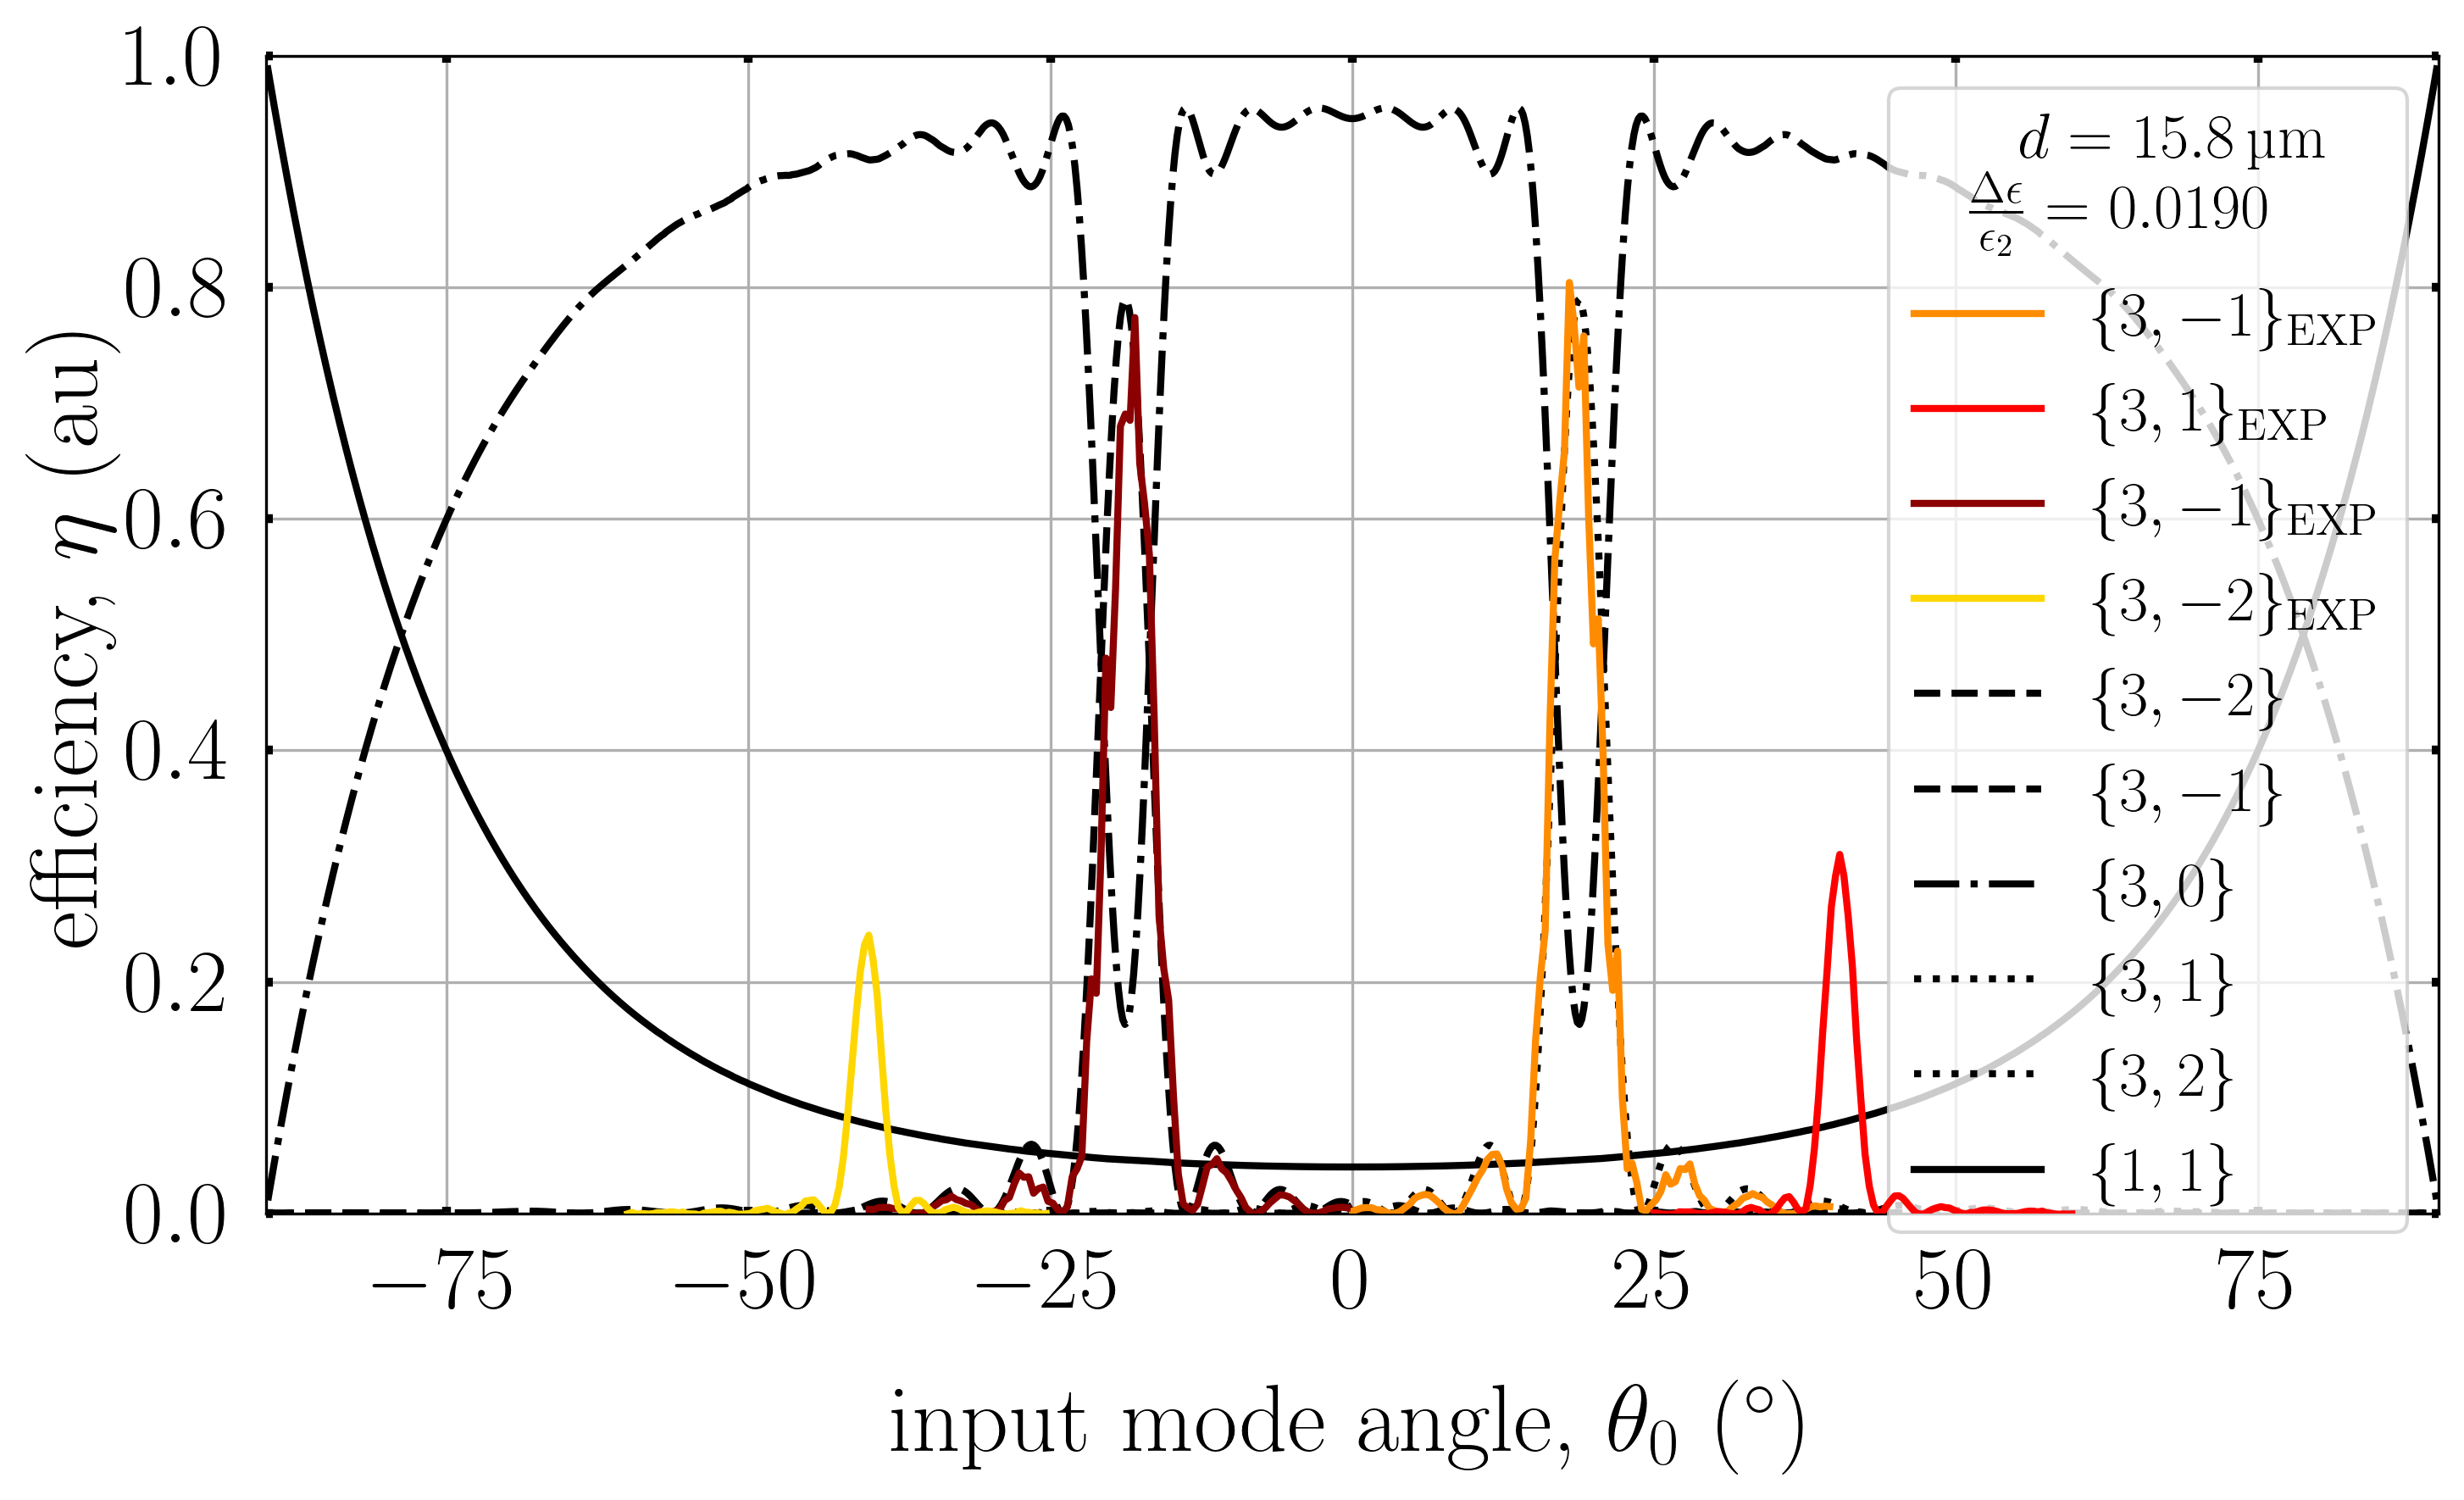 1.0
0.8
0.6
0.4
0.2
0.0
efficiency, η (au)
−75
−50
−25
0
25
50
75
input mode angle, θ₀ (°)
d = 15.8 µm
Δϵ/ϵ₂ = 0.0190
{3, −1}EXP
{3, 1}EXP
{3, −1}EXP
{3, −2}EXP
{3, −2}
{3, −1}
{3, 0}
{3, 1}
{3, 2}
{1, 1}